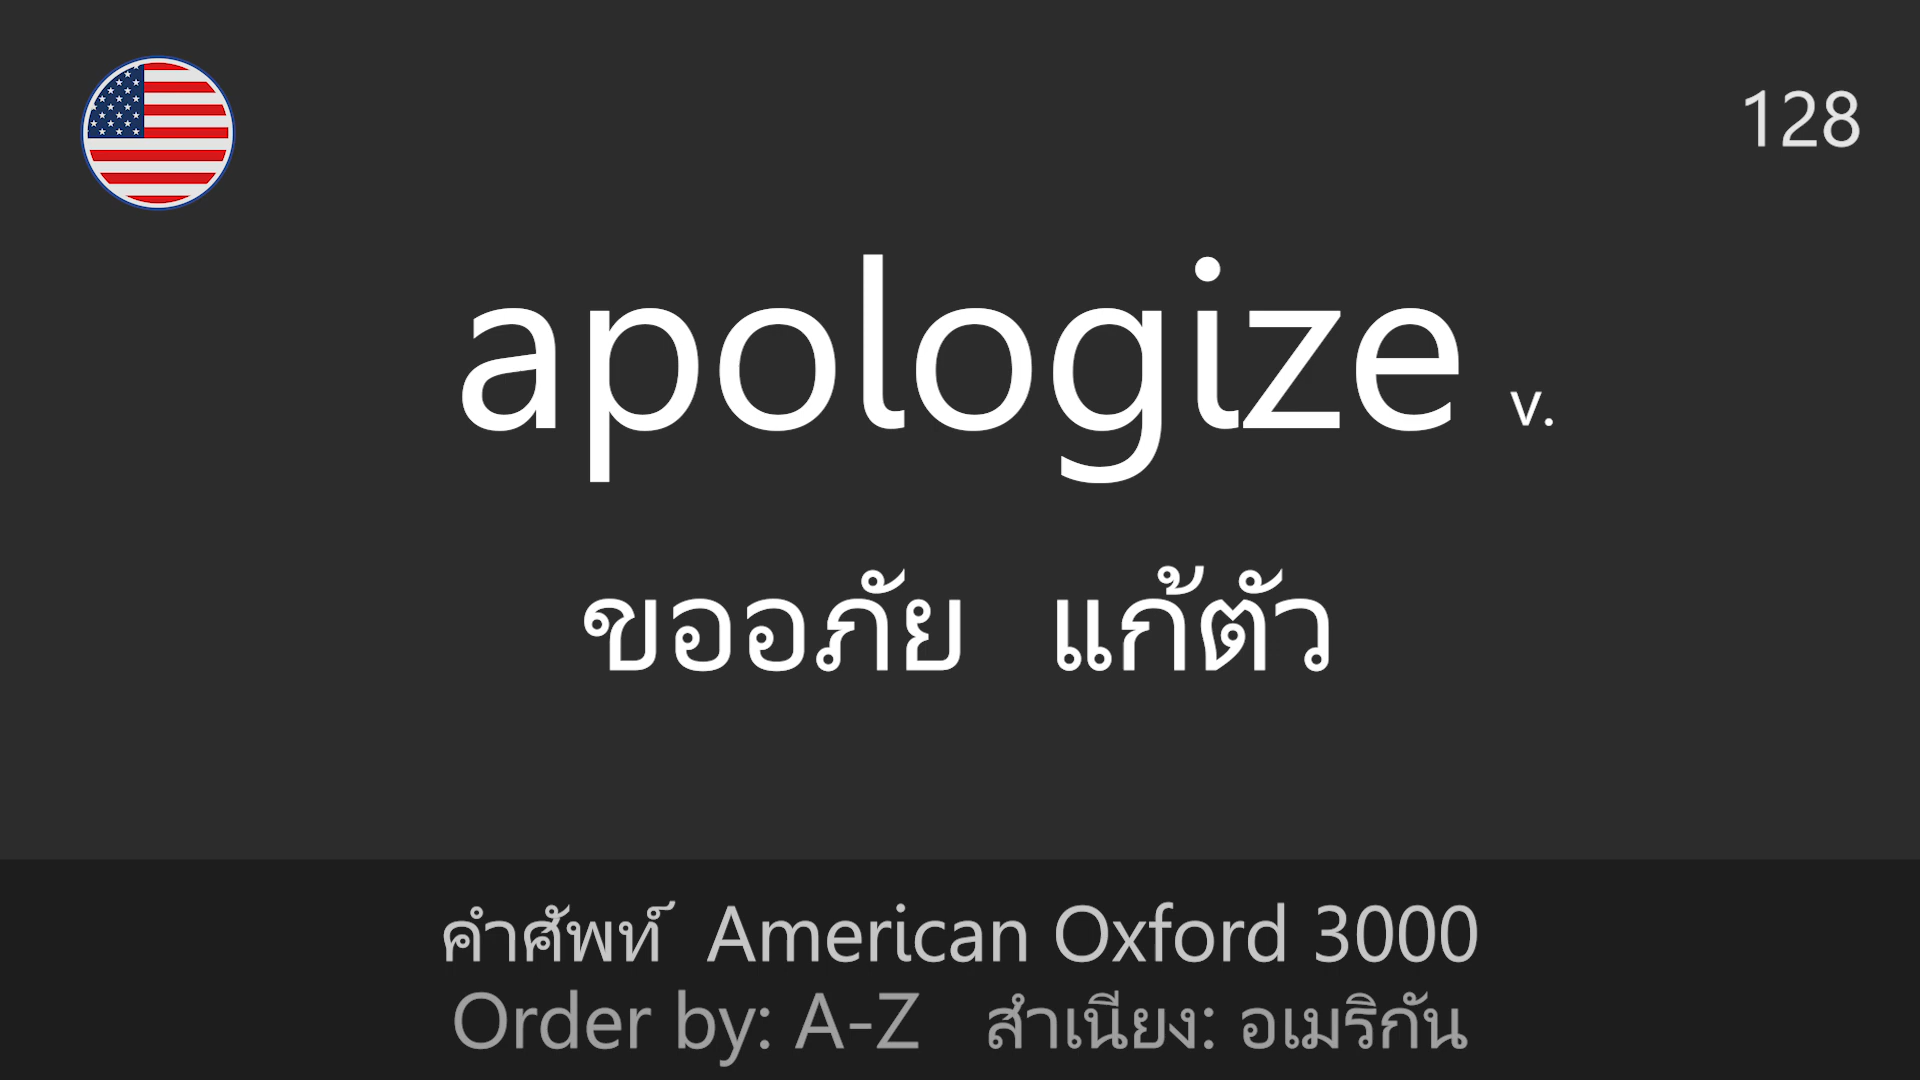 128
apologize v.
ขออภัย แก้ตัว
คำศัพท์ American Oxford 3000
Order by: A-Z สำเนียง: อเมริกัน